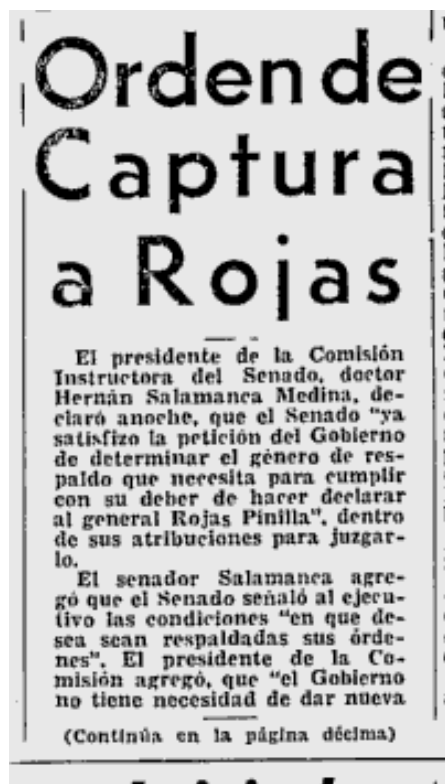 Orden de
Captura
a Rojas
El presidente de la Comisión
Instructora del Senado, doctor
Hernán Salamanca Medina, de-
claró anoche, que el Senado "ya
satisfizo la petición del Gobierno
de determinar el género de res-
paldo que necesita para cumplir
con su deber de hacer declarar
al general Rojas Pinilla", dentro
de sus atribuciones para juzgar-
lo.
El senador Salamanca agre-
gó que el Senado señaló al ejecu-
tivo las condiciones "en que de-
sea sean respaldadas sus órde-
nes". El presidente de la Co-
misión agregó, que "el Gobierno
no tiene necesidad de dar nueva
(Continúa en la página décima)